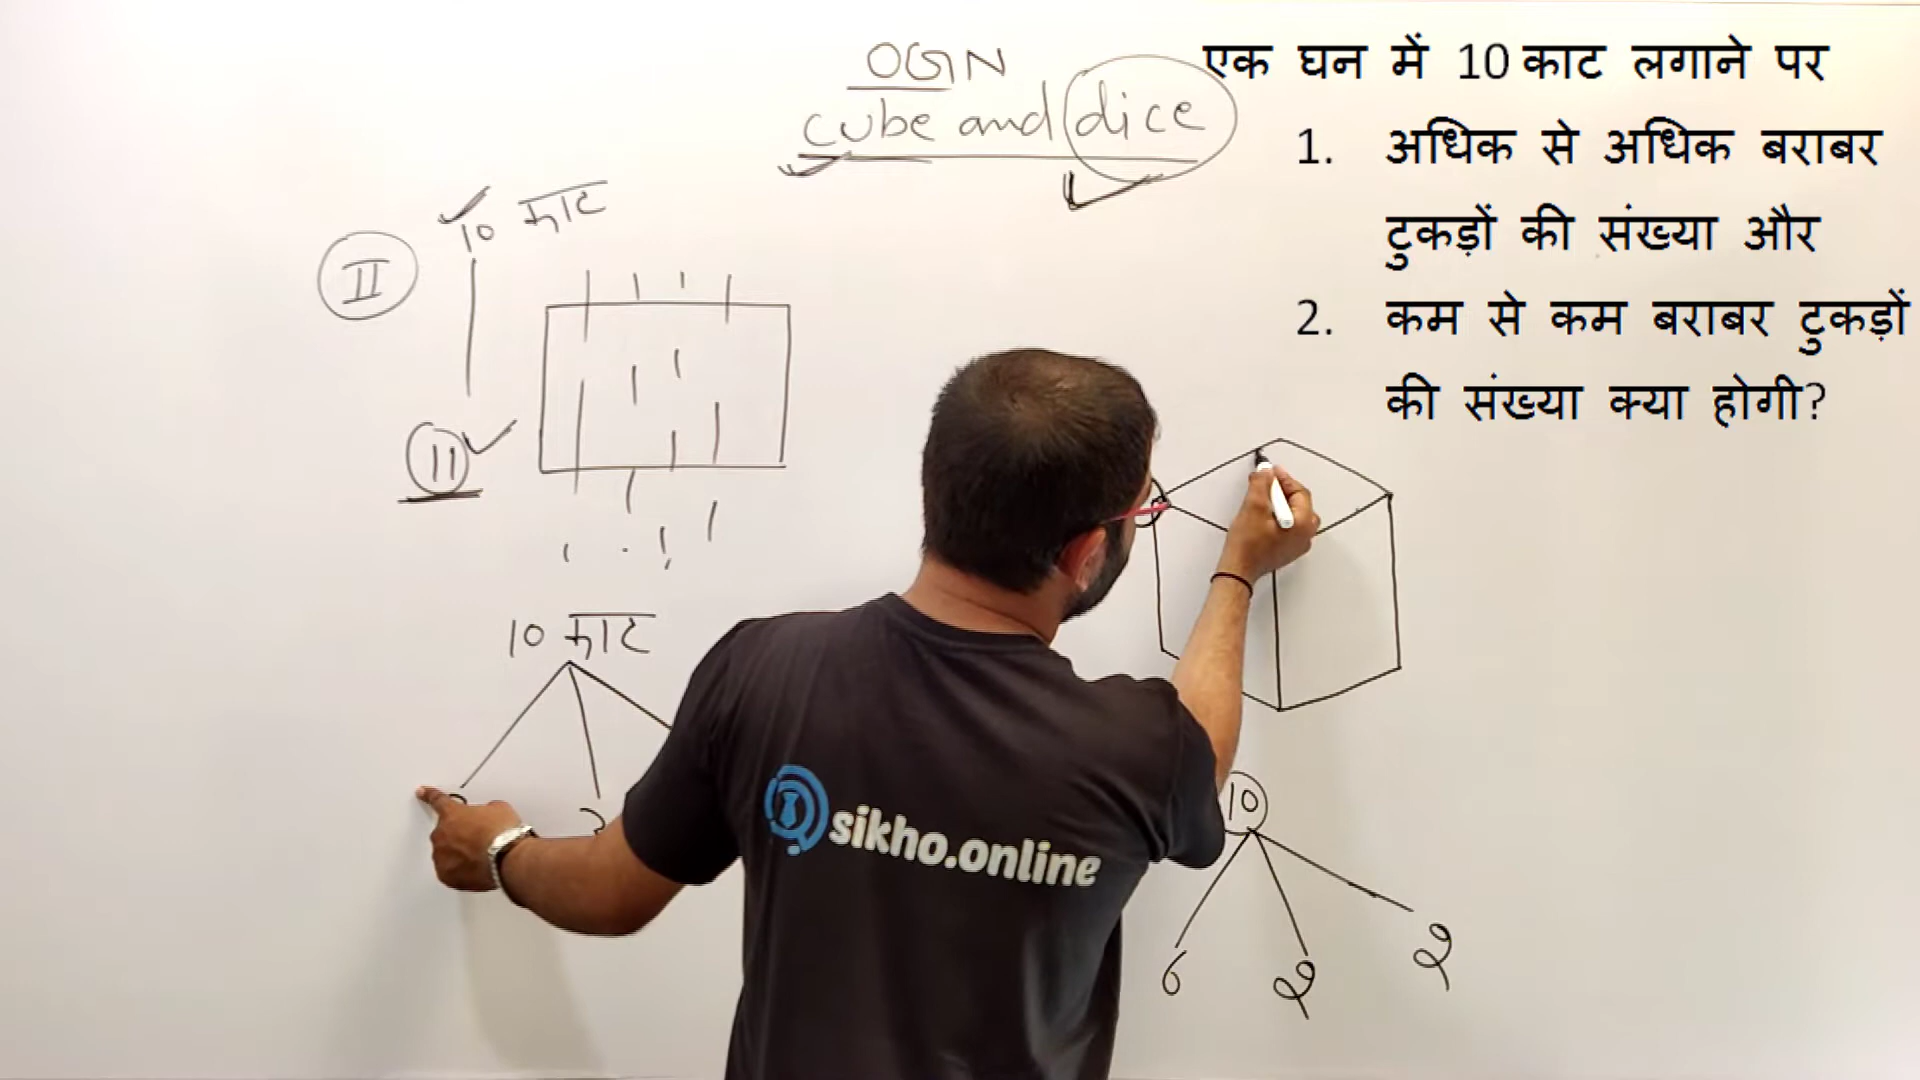 OGN
cube and dice
एक घन में 10 काट लगाने पर
1. अधिक से अधिक बराबर
टुकड़ों की संख्या और
2. कम से कम बराबर टुकड़ों
की संख्या क्या होगी?
10 काट
II
11
10 काट
3
sikho.online
10